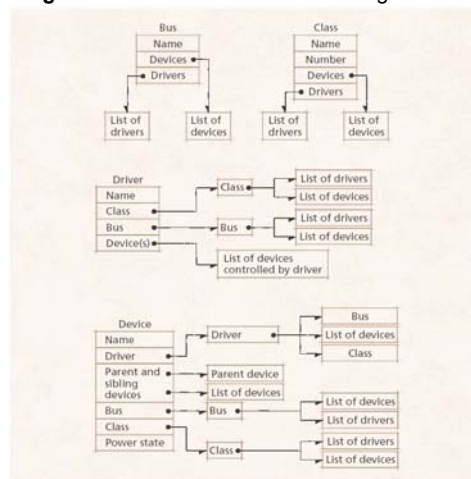 Bus
Name
Devices
Drivers
List of
drivers
List of
devices
Class
Name
Number
Devices
Drivers
List of
drivers
List of
devices
Driver
Name
Class
Bus
Device(s)
Class
List of drivers
List of devices
Bus
List of drivers
List of devices
List of devices
controlled by driver
Device
Name
Driver
Parent and
sibling
devices
Bus
Class
Power state
Driver
Bus
List of devices
Class
Parent device
List of devices
Bus
List of devices
List of drivers
Class
List of drivers
List of devices